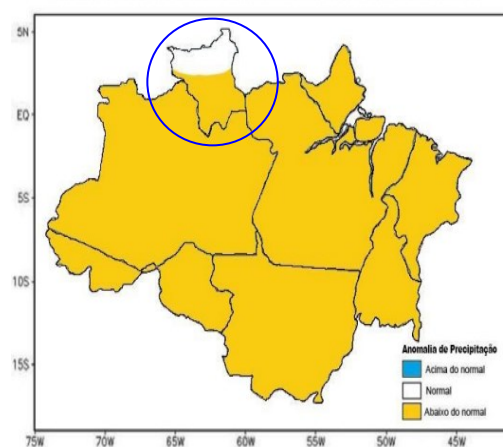 5N
EQ
5S
10S
15S
75W 70W 65W 60W 55W 50W 45W
Anomalia de Precipitação
Acima do normal
Normal
Abaixo do normal